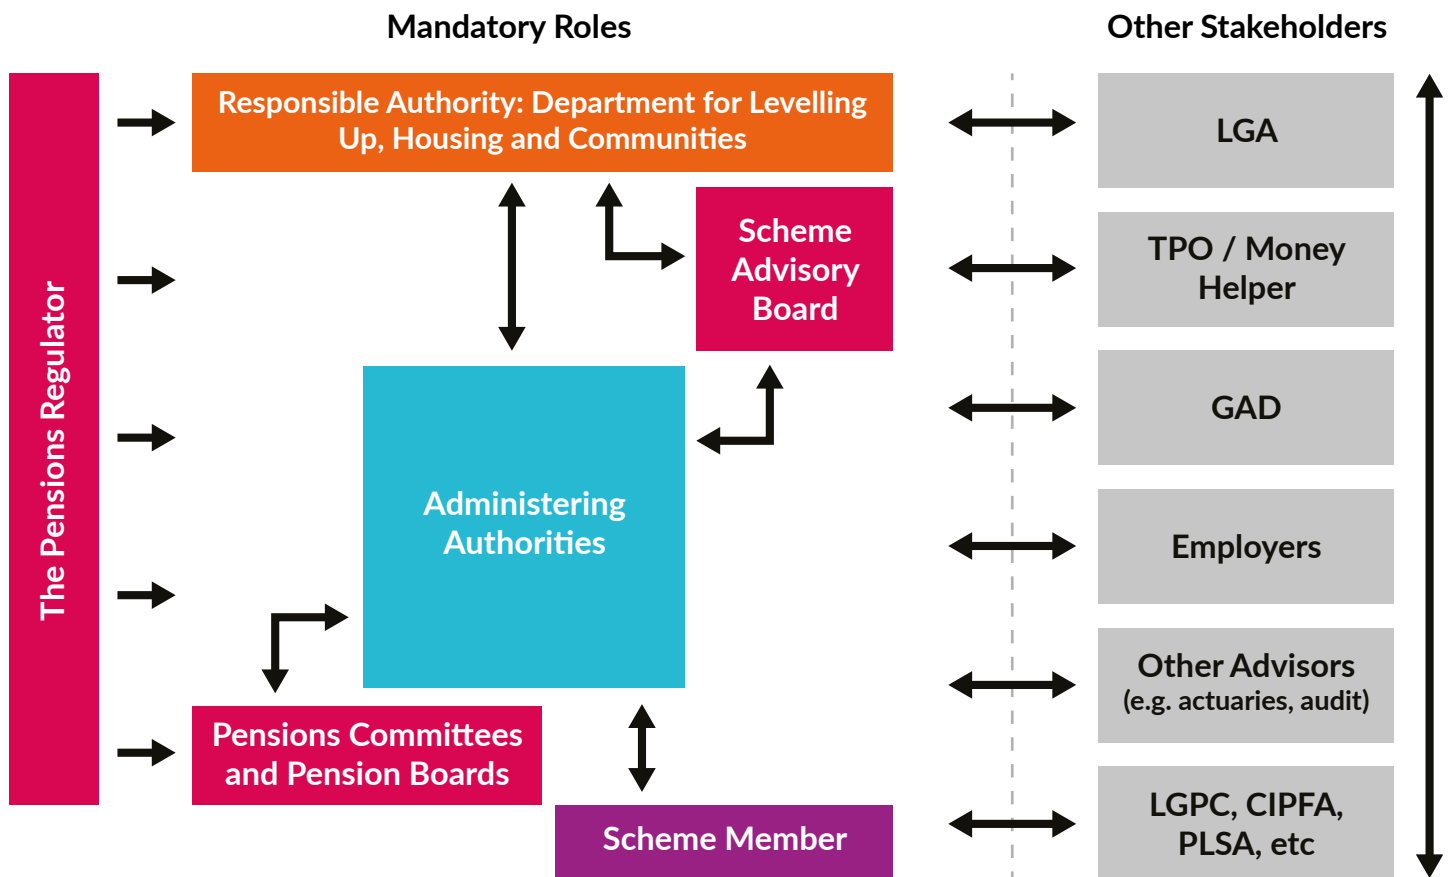 Mandatory Roles
Other Stakeholders
The Pensions Regulator
Responsible Authority: Department for Levelling
Up, Housing and Communities
Scheme
Advisory
Board
Administering
Authorities
Pensions Committees
and Pension Boards
Scheme Member
LGA
TPO / Money
Helper
GAD
Employers
Other Advisors
(e.g. actuaries, audit)
LGPC, CIPFA,
PLSA, etc